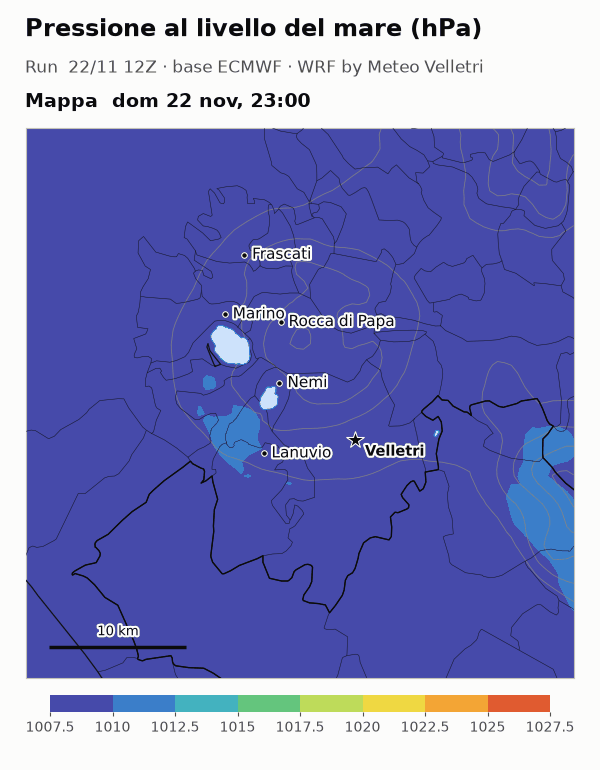 Pressione al livello del mare (hPa)
Run  22/11 12Z · base ECMWF · WRF by Meteo Velletri
Mappa  dom 22 nov, 23:00
Frascati
Marino
Rocca di Papa
Nemi
Velletri
Lanuvio
10 km
1007.5 1010 1012.5 1015 1017.5 1020 1022.5 1025 1027.5